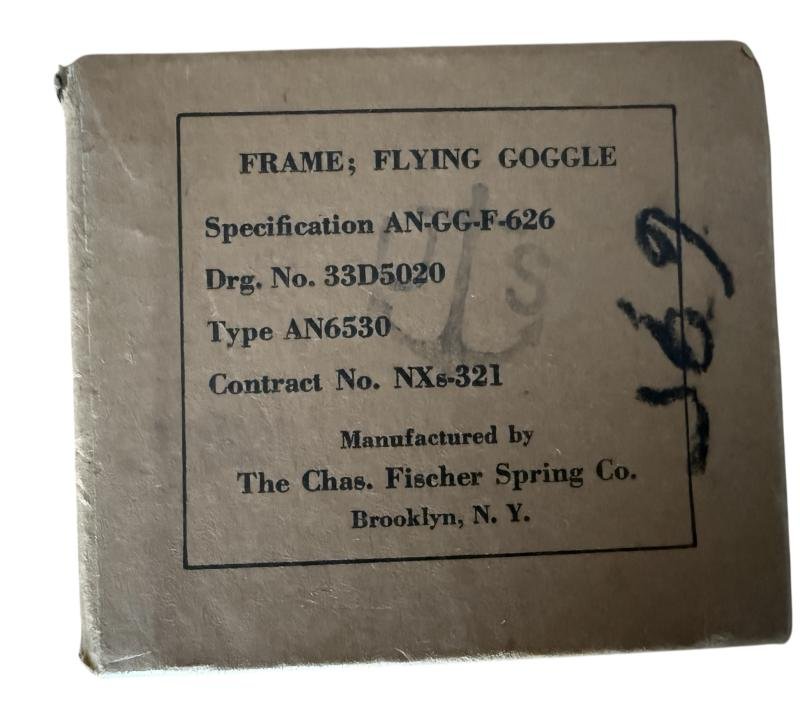 FRAME; FLYING GOGGLE
Specification AN-GG-F-626
Drg. No. 33D5020
Type AN6530
Contract No. NXs-321
Manufactured by
The Chas. Fischer Spring Co.
Brooklyn, N. Y.
U S